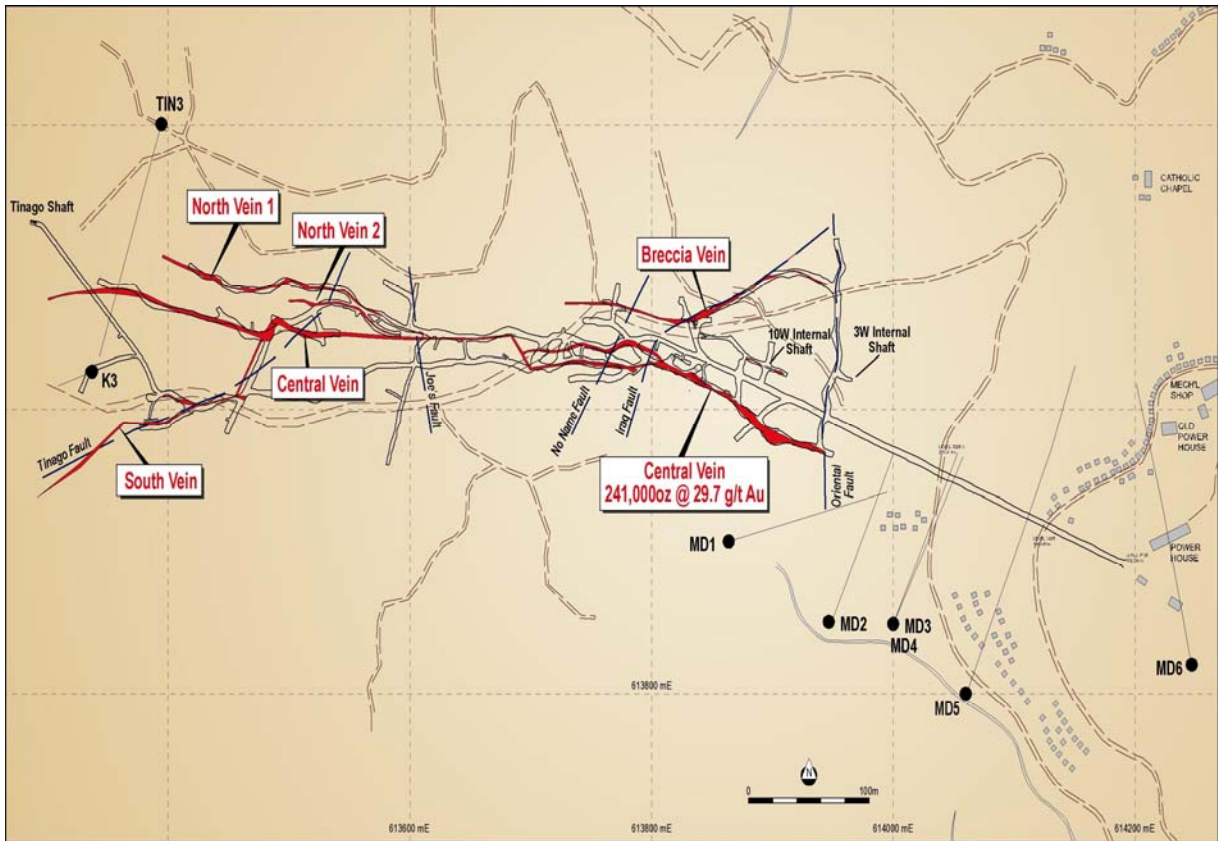 TIN3
CATHOLIC
CHAPEL
North Vein 1
Tinago Shaft
North Vein 2
Breccia Vein
10W Internal
Shaft
3W Internal
Shaft
K3
Central Vein
Joe's Fault
No Name Fault
Iraq Fault
MECH'L
SHOP
OLD
POWER
HOUSE
Tinago Fault
South Vein
Central Vein
241,000oz @ 29.7 g/t Au
Oriental
Fault
MD1
POWER
HOUSE
MD2
MD3
MD4
MD6
613800 mE
MD5
N
0
100m
613600 mE
613800 mE
614000 mE
614200 mE